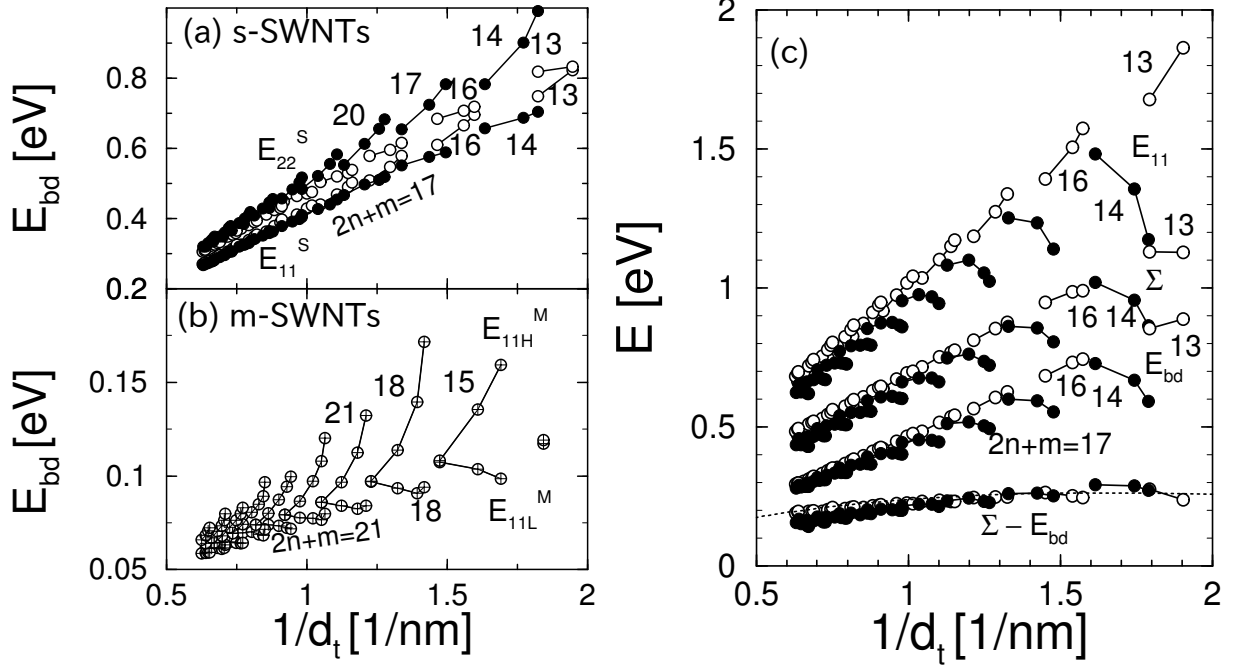 (a) s-SWNTs
E_bd [eV]
0.8
0.6
0.4
0.2
14
13
17
16
13
20
16
14
E_22^S
2n+m=17
E_11^S
(b) m-SWNTs
E_bd [eV]
0.15
0.1
0.05
E_11H^M
18
15
21
E_11L^M
18
2n+m=21
0.5
1
1.5
2
1/d_t [1/nm]
(c)
E [eV]
2
1.5
1
0.5
0
13
E_11
16
14
13
Σ
16
14
13
E_bd
16
14
2n+m=17
Σ − E_bd
0.5
1
1.5
2
1/d_t [1/nm]